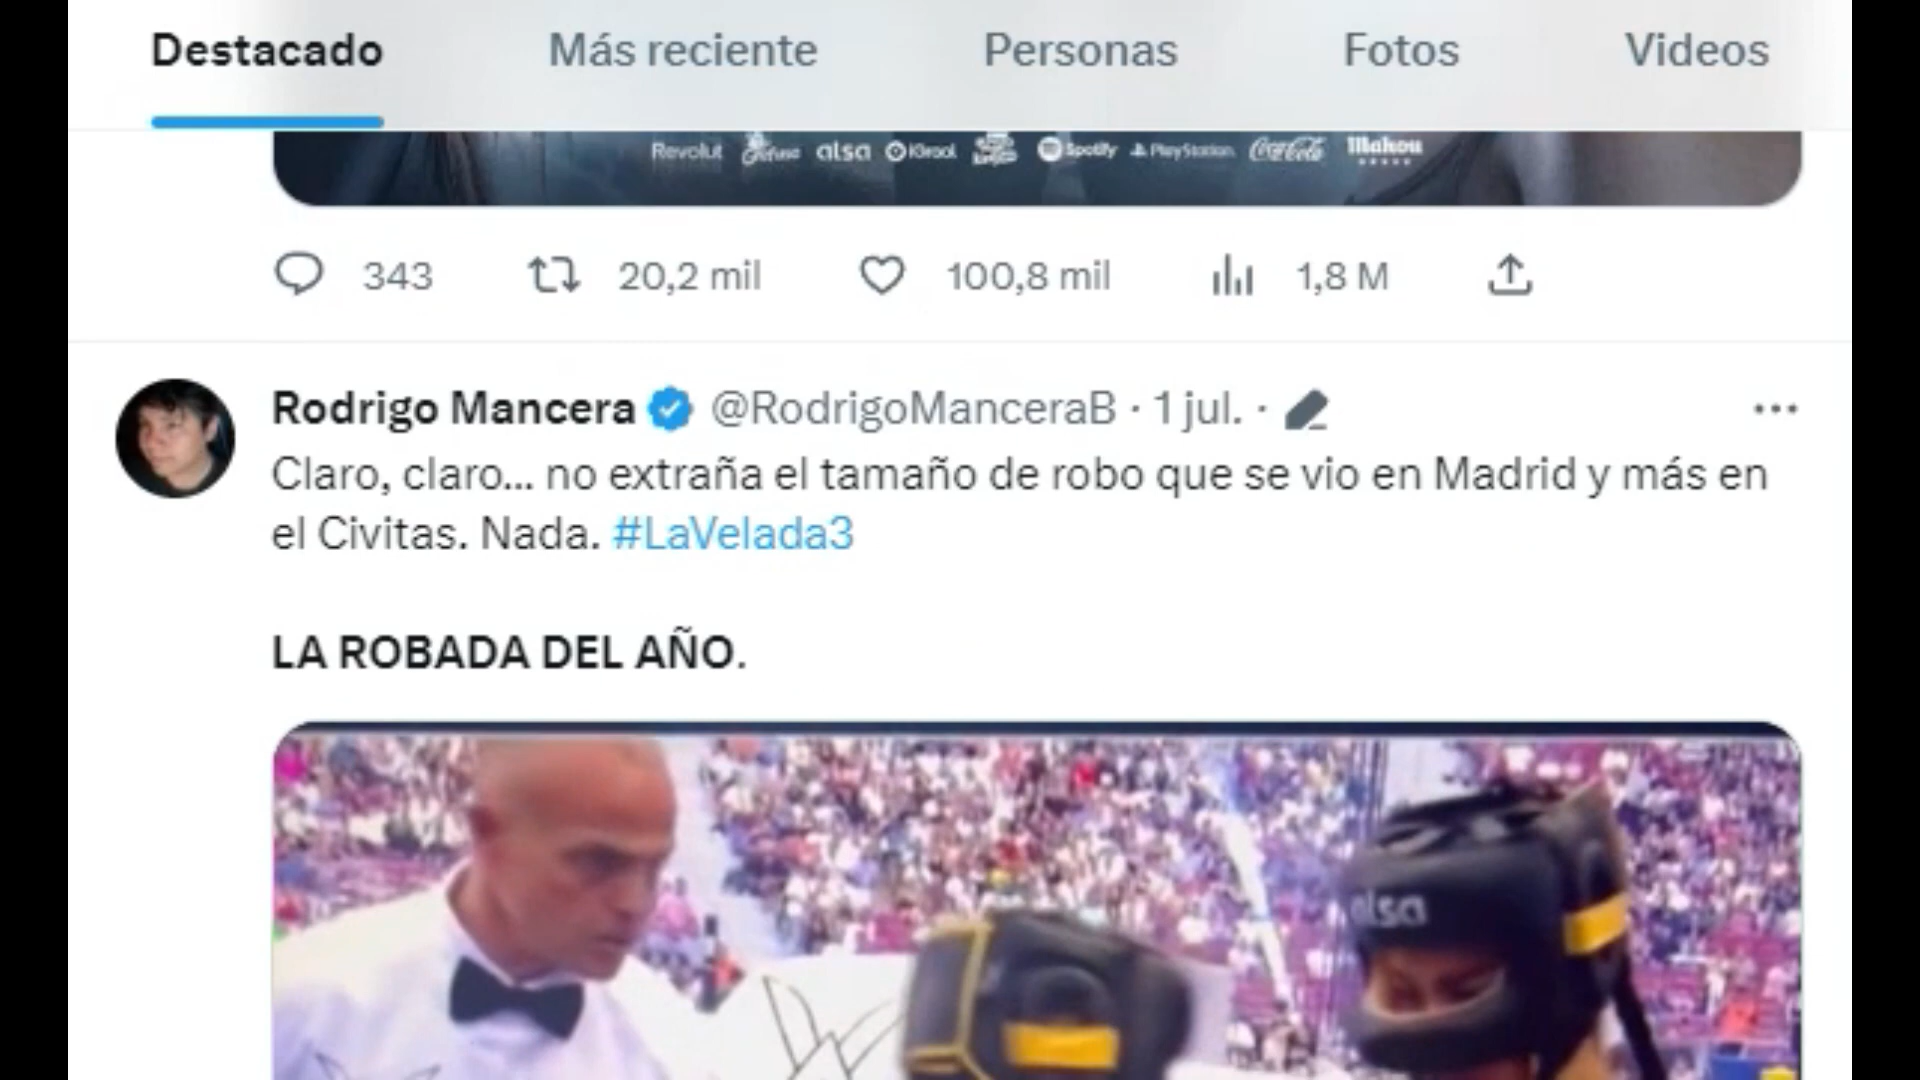 Destacado Más reciente Personas Fotos Videos
Revolut alsa Spotify PlayStation Coca-Cola Mahou
343 20,2 mil 100,8 mil 1,8 M
Rodrigo Mancera @RodrigoManceraB · 1 jul. ·
Claro, claro... no extraña el tamaño de robo que se vio en Madrid y más en
el Civitas. Nada. #LaVelada3
LA ROBADA DEL AÑO.
alsa